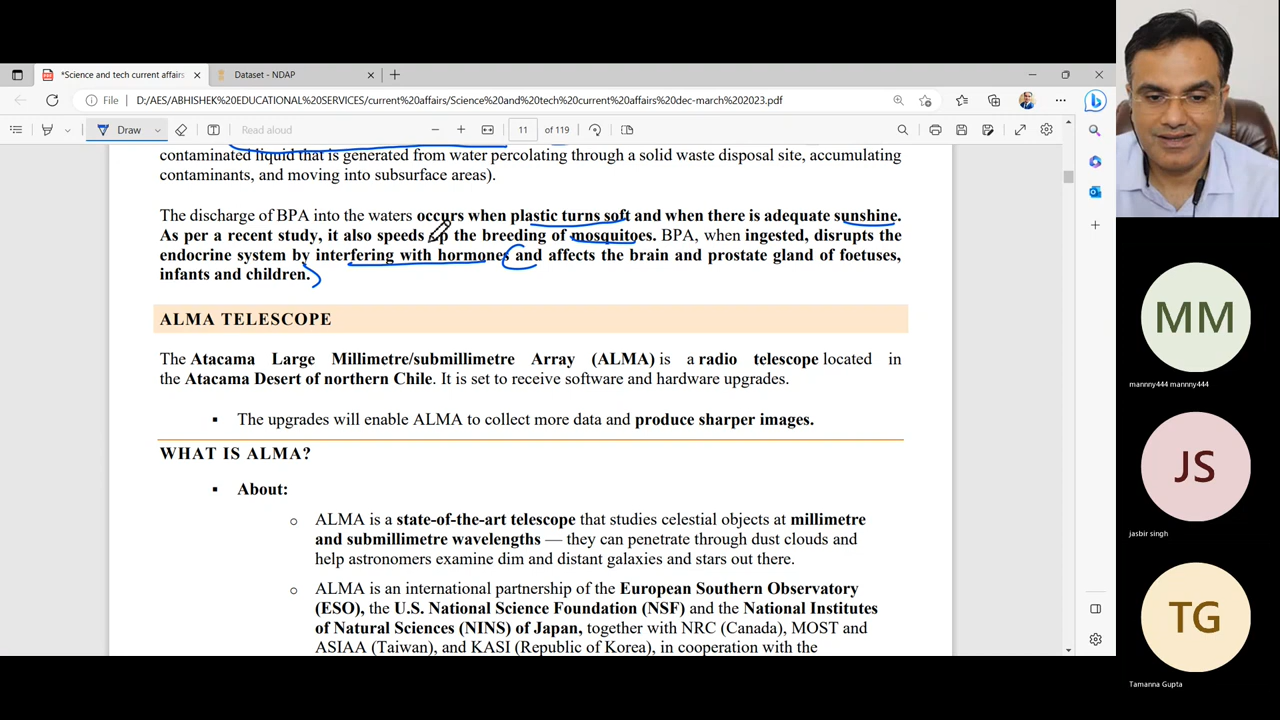 *Science and tech current affairs
Dataset - NDAP
File
D:/AES/ABHISHEK%20EDUCATIONAL%20SERVICES/current%20affairs/Science%20and%20tech%20current%20affairs%20dec-march%202023.pdf
Draw
Read aloud
11 of 119
contaminated liquid that is generated from water percolating through a solid waste disposal site, accumulating
contaminants, and moving into subsurface areas).
The discharge of BPA into the waters occurs when plastic turns soft and when there is adequate sunshine.
As per a recent study, it also speeds up the breeding of mosquitoes. BPA, when ingested, disrupts the
endocrine system by interfering with hormones and affects the brain and prostate gland of foetuses,
infants and children.
ALMA TELESCOPE
The Atacama Large Millimetre/submillimetre Array (ALMA) is a radio telescope located in
the Atacama Desert of northern Chile. It is set to receive software and hardware upgrades.
▪ The upgrades will enable ALMA to collect more data and produce sharper images.
WHAT IS ALMA?
▪ About:
o ALMA is a state-of-the-art telescope that studies celestial objects at millimetre
and submillimetre wavelengths — they can penetrate through dust clouds and
help astronomers examine dim and distant galaxies and stars out there.
o ALMA is an international partnership of the European Southern Observatory
(ESO), the U.S. National Science Foundation (NSF) and the National Institutes
of Natural Sciences (NINS) of Japan, together with NRC (Canada), MOST and
ASIAA (Taiwan), and KASI (Republic of Korea), in cooperation with the
MM
mannny444 mannny444
JS
jasbir singh
TG
Tamanna Gupta